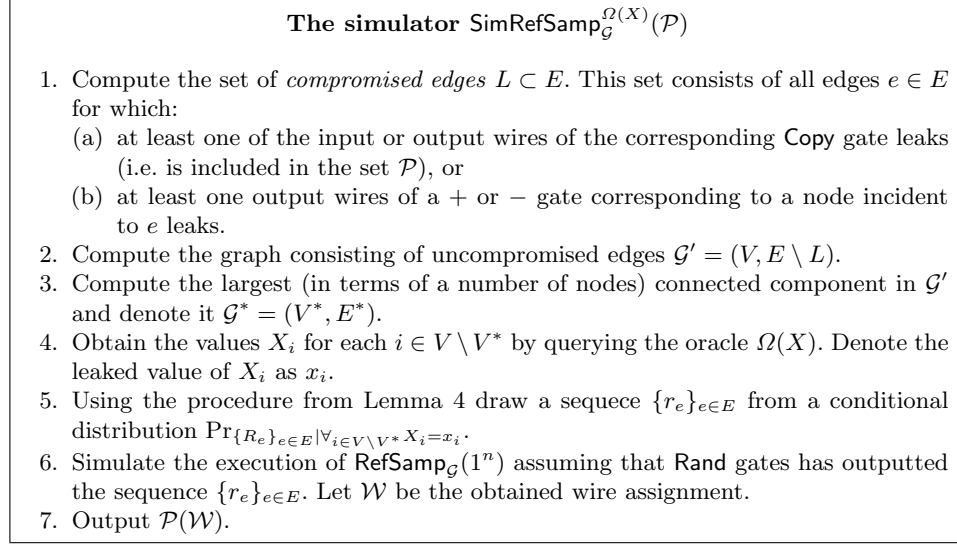 The simulator SimRefSamp_𝒢^{Ω(X)}(𝒫)
1. Compute the set of compromised edges L ⊂ E. This set consists of all edges e ∈ E
for which:
(a) at least one of the input or output wires of the corresponding Copy gate leaks
(i.e. is included in the set 𝒫), or
(b) at least one output wires of a + or − gate corresponding to a node incident
to e leaks.
2. Compute the graph consisting of uncompromised edges 𝒢′ = (V, E \ L).
3. Compute the largest (in terms of a number of nodes) connected component in 𝒢′
and denote it 𝒢* = (V*, E*).
4. Obtain the values X_i for each i ∈ V \ V* by querying the oracle Ω(X). Denote the
leaked value of X_i as x_i.
5. Using the procedure from Lemma 4 draw a sequece {r_e}_{e∈E} from a conditional
distribution Pr_{{R_e}_{e∈E}|∀_{i∈V\V*} X_i=x_i}.
6. Simulate the execution of RefSamp_𝒢(1^n) assuming that Rand gates has outputted
the sequence {r_e}_{e∈E}. Let 𝒲 be the obtained wire assignment.
7. Output 𝒫(𝒲).